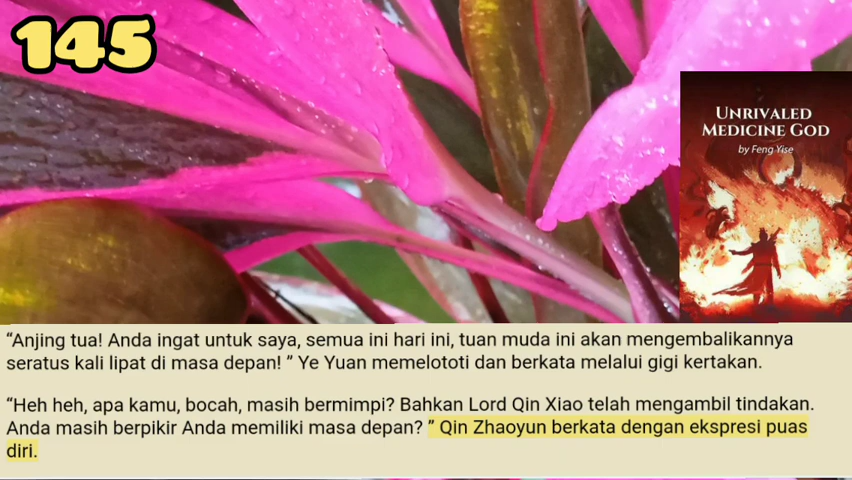 145
UNRIVALED
MEDICINE GOD
by Feng Yise
“Anjing tua! Anda ingat untuk saya, semua ini hari ini, tuan muda ini akan mengembalikannya
seratus kali lipat di masa depan! ” Ye Yuan memelototi dan berkata melalui gigi kertakan.
“Heh heh, apa kamu, bocah, masih bermimpi? Bahkan Lord Qin Xiao telah mengambil tindakan.
Anda masih berpikir Anda memiliki masa depan? ” Qin Zhaoyun berkata dengan ekspresi puas
diri.